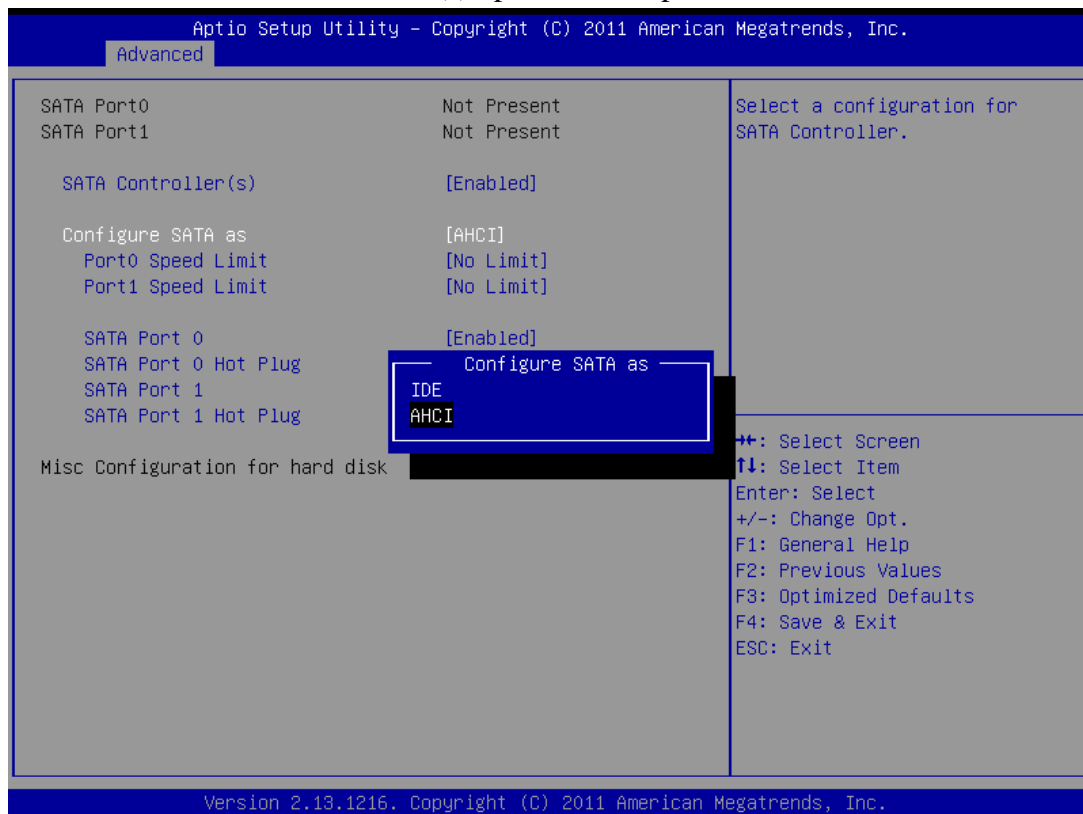 Aptio Setup Utility – Copyright (C) 2011 American Megatrends, Inc.
Advanced
SATA Port0 Not Present
SATA Port1 Not Present
SATA Controller(s) [Enabled]
Configure SATA as [AHCI]
Port0 Speed Limit [No Limit]
Port1 Speed Limit [No Limit]
SATA Port 0 [Enabled]
SATA Port 0 Hot Plug
SATA Port 1
SATA Port 1 Hot Plug
Misc Configuration for hard disk
Configure SATA as
IDE
AHCI
Select a configuration for
SATA Controller.
→←: Select Screen
↑↓: Select Item
Enter: Select
+/-: Change Opt.
F1: General Help
F2: Previous Values
F3: Optimized Defaults
F4: Save & Exit
ESC: Exit
Version 2.13.1216. Copyright (C) 2011 American Megatrends, Inc.